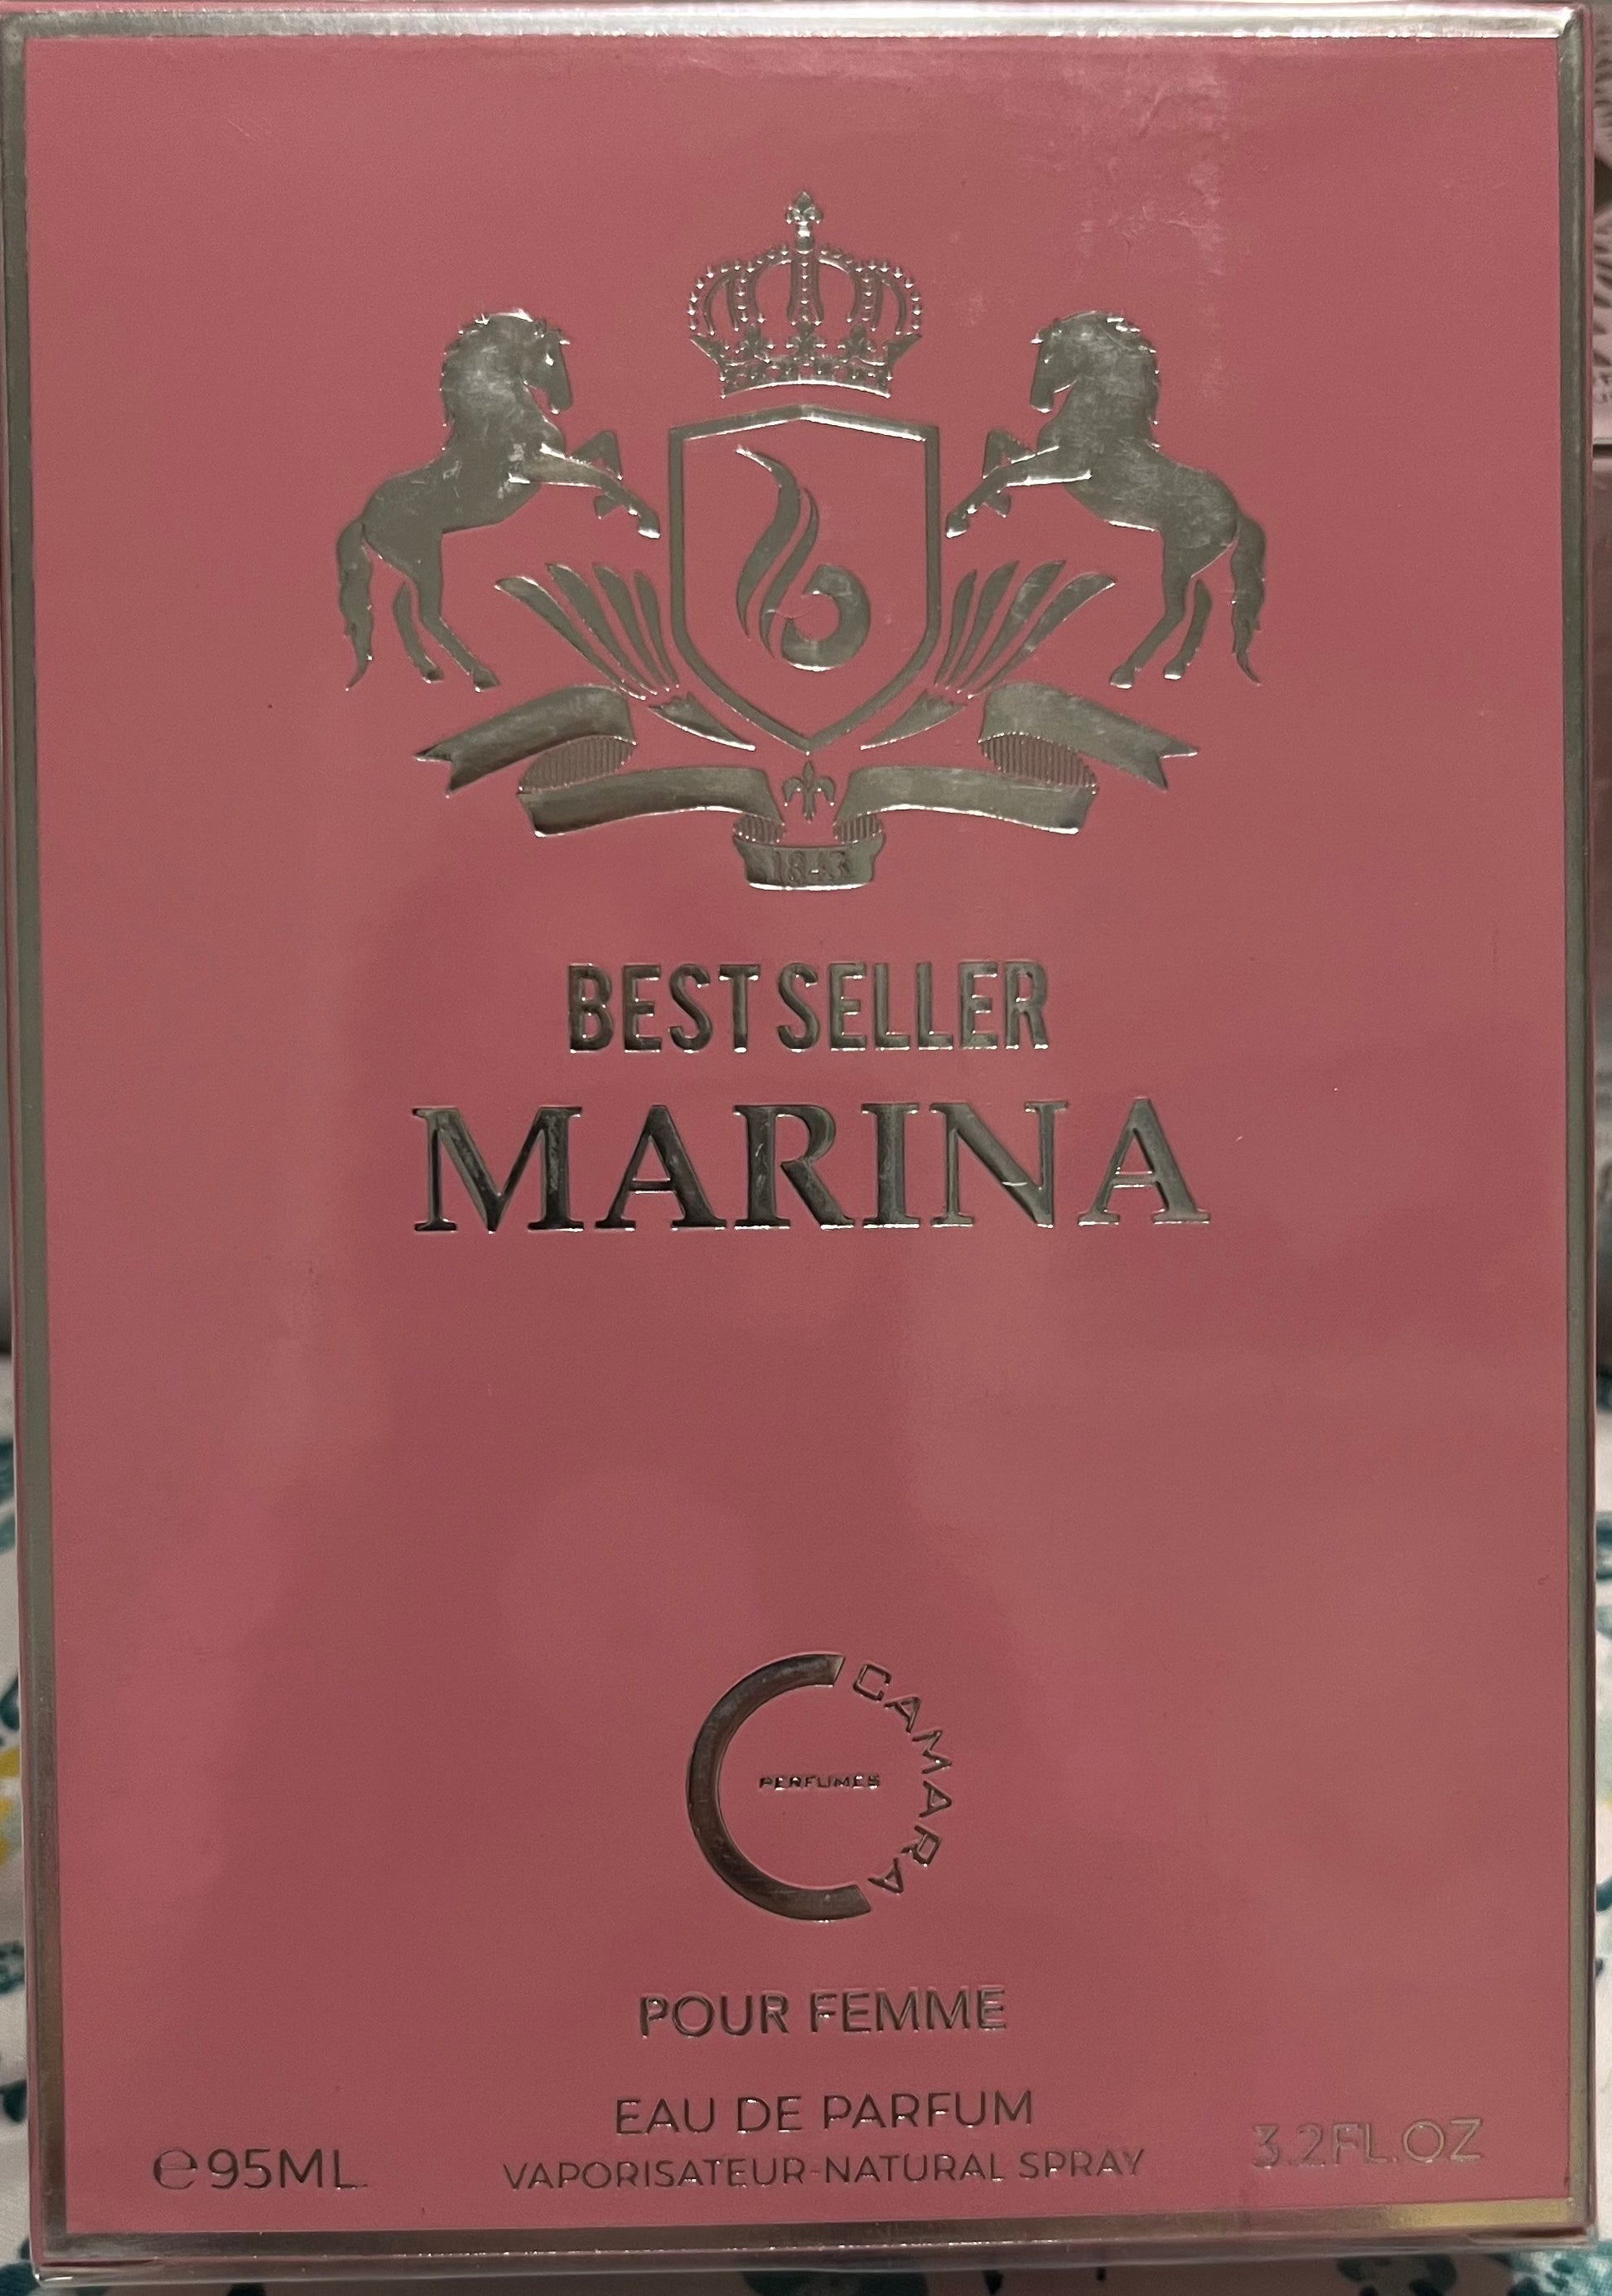 1843
BEST SELLER
MARINA
CAMARA
PERFUMES
POUR FEMME
EAU DE PARFUM
℮95ML
VAPORISATEUR-NATURAL SPRAY
3.2FL.OZ